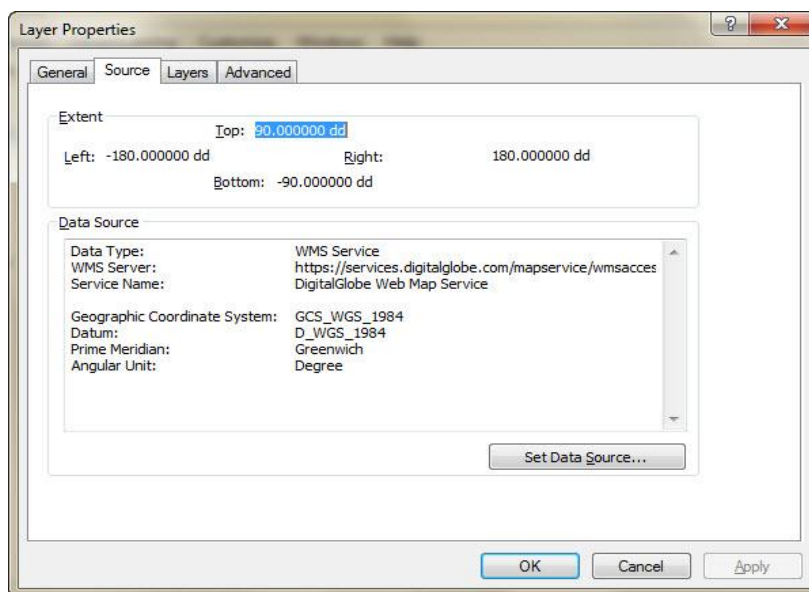 Layer Properties
General Source Layers Advanced
Extent
Top: 90.000000 dd
Left: -180.000000 dd Right: 180.000000 dd
Bottom: -90.000000 dd
Data Source
Data Type: WMS Service
WMS Server: https://services.digitalglobe.com/mapservice/wmsacces
Service Name: DigitalGlobe Web Map Service
Geographic Coordinate System: GCS_WGS_1984
Datum: D_WGS_1984
Prime Meridian: Greenwich
Angular Unit: Degree
Set Data Source...
OK Cancel Apply